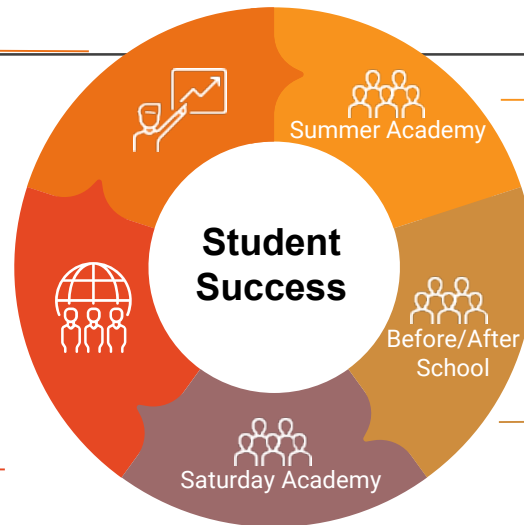 Summer Academy
Student
Success
Before/After
School
Saturday Academy